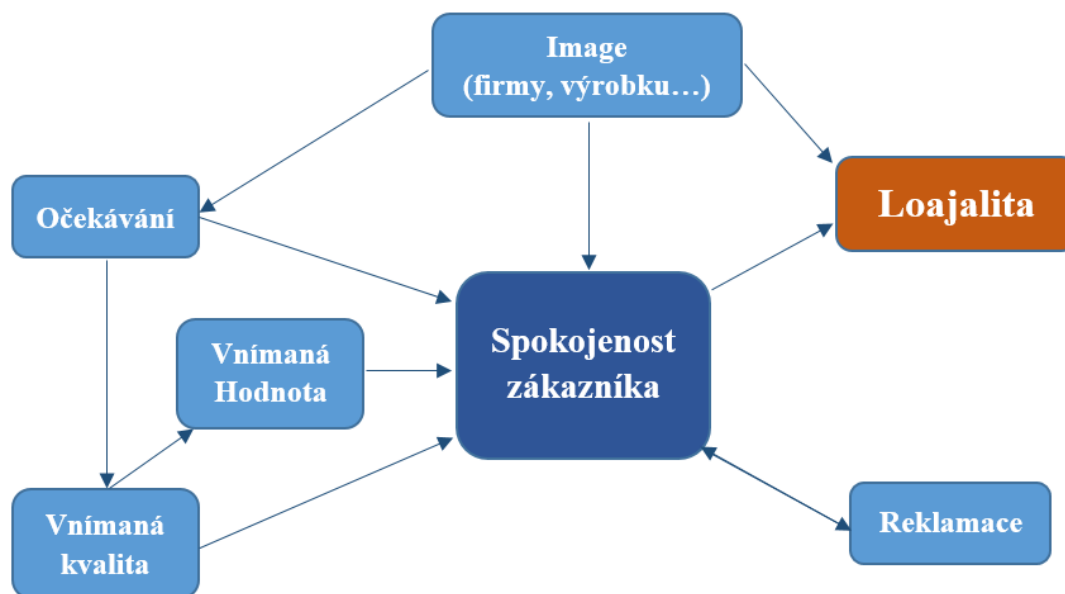 Image
(firmy, výrobku…)
Loajalita
Očekávání
Spokojenost
zákazníka
Vnímaná
Hodnota
Vnímaná
kvalita
Reklamace